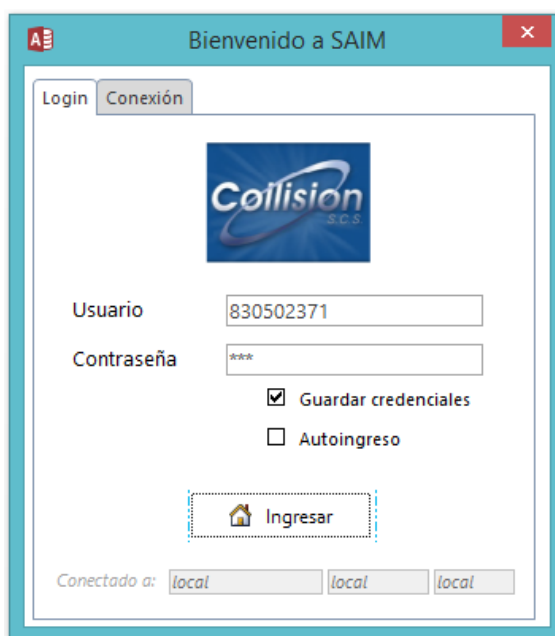 Bienvenido a SAIM
Login Conexión
Collision
S.C.S.
Usuario 830502371
Contraseña ***
Guardar credenciales
Autoingreso
Ingresar
Conectado a: local local local